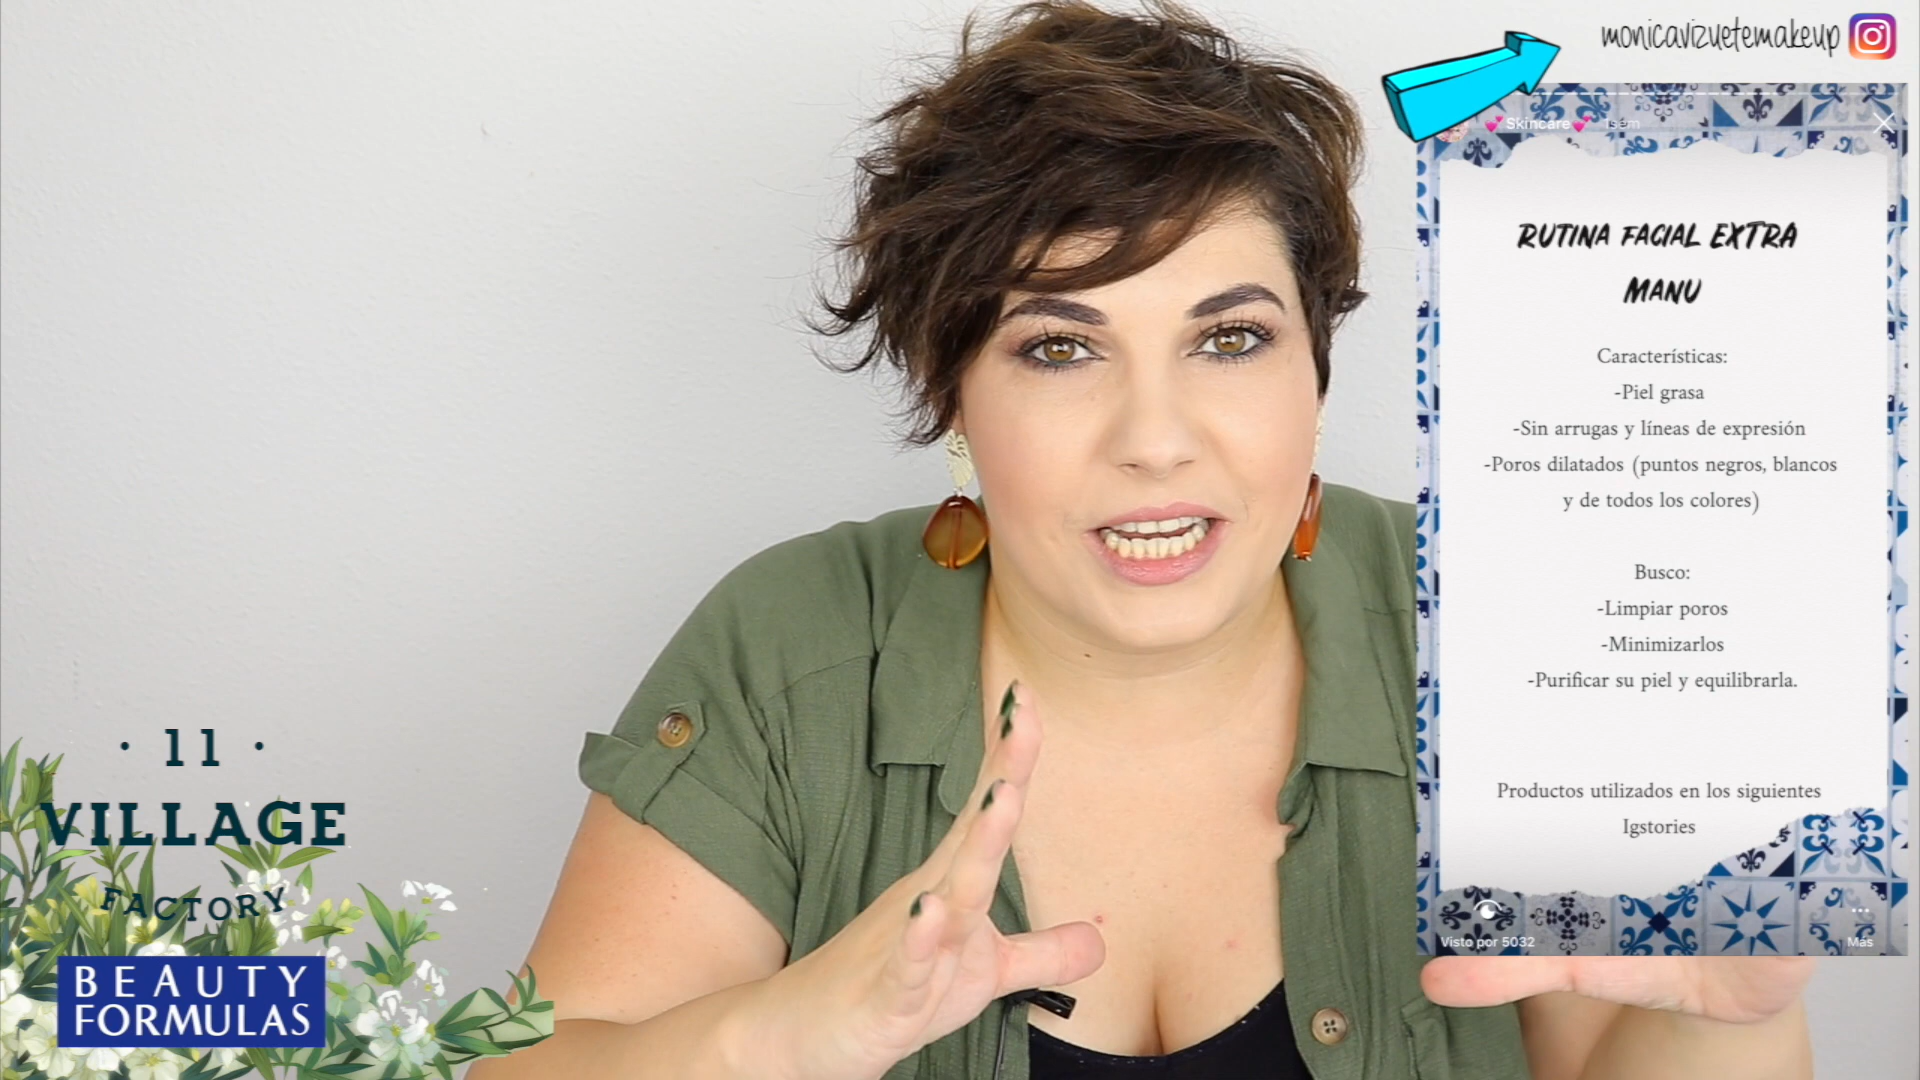 monicavizuetemakeup
💕 Skincare 💕 1sem
RUTINA FACIAL EXTRA
MANU
Características:
-Piel grasa
-Sin arrugas y líneas de expresión
-Poros dilatados (puntos negros, blancos
y de todos los colores)
Busco:
-Limpiar poros
-Minimizarlos
-Purificar su piel y equilibrarla.
Productos utilizados en los siguientes
Igstories
Visto por 5032
Más
· 11 ·
VILLAGE
FACTORY
BEAUTY
FORMULAS